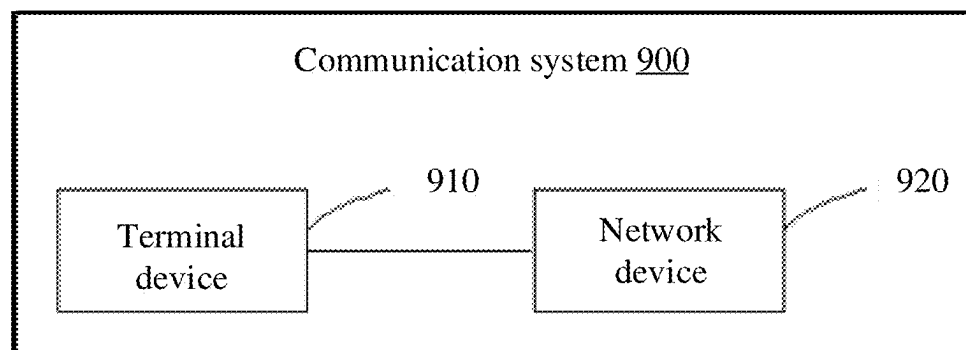 Communication system 900
910
920
Terminal
device
Network
device